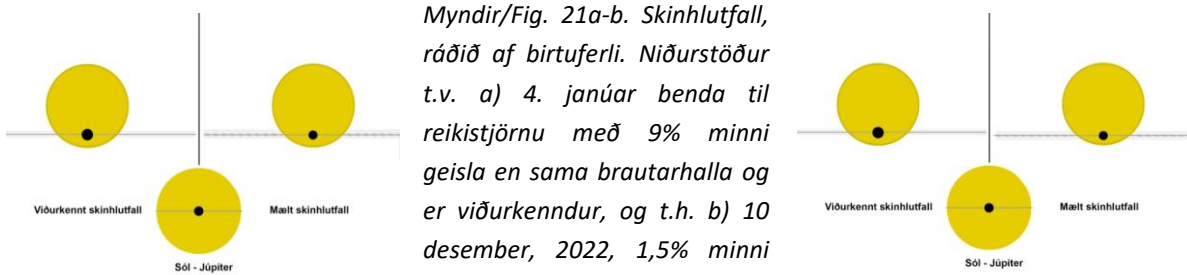 Viðurkennt skinhlutfall
Mælt skinhlutfall
Sól - Júpiter
Myndir/Fig. 21a-b. Skinhlutfall,
ráðið af birtuferli. Niðurstöður
t.v. a) 4. janúar benda til
reikistjörnu með 9% minni
geisla en sama brautarhalla og
er viðurkenndur, og t.h. b) 10
desember, 2022, 1,5% minni
Viðurkennt skinhlutfall
Mælt skinhlutfall
Sól - Júpiter